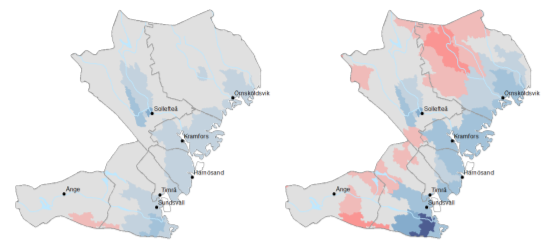 Örnsköldsvik
Sollefteå
Kramfors
Härnösand
Ånge
Timrå
Sundsvall
Örnsköldsvik
Sollefteå
Kramfors
Härnösand
Ånge
Timrå
Sundsvall